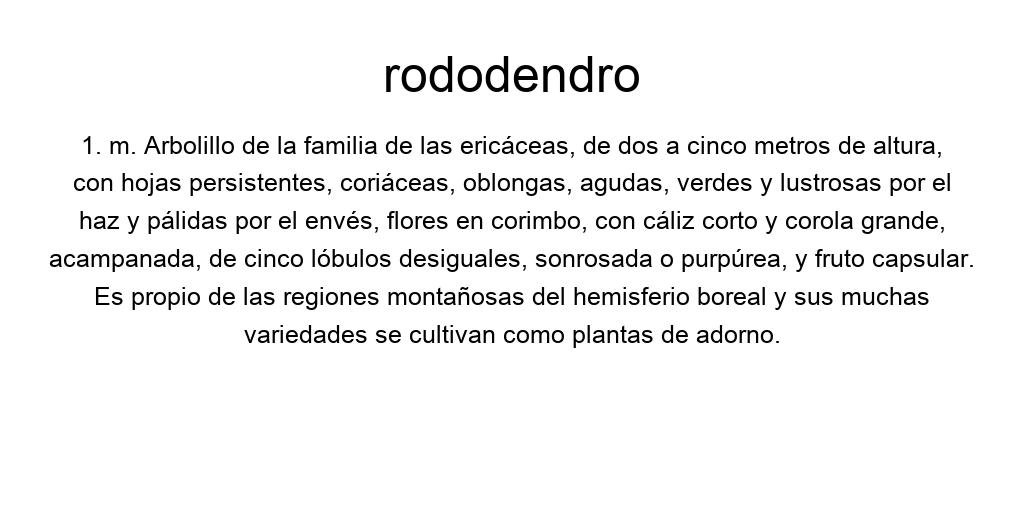 rododendro
1. m. Arbolillo de la familia de las ericáceas, de dos a cinco metros de altura,
con hojas persistentes, coriáceas, oblongas, agudas, verdes y lustrosas por el
haz y pálidas por el envés, flores en corimbo, con cáliz corto y corola grande,
acampanada, de cinco lóbulos desiguales, sonrosada o purpúrea, y fruto capsular.
Es propio de las regiones montañosas del hemisferio boreal y sus muchas
variedades se cultivan como plantas de adorno.